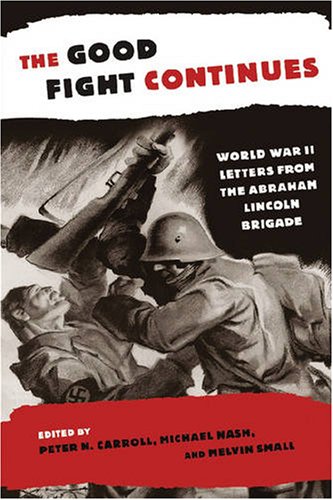 THE GOOD
FIGHT CONTINUES
WORLD WAR II
LETTERS FROM
THE ABRAHAM
LINCOLN
BRIGADE
EDITED BY
PETER N. CARROLL, MICHAEL NASH,
AND MELVIN SMALL